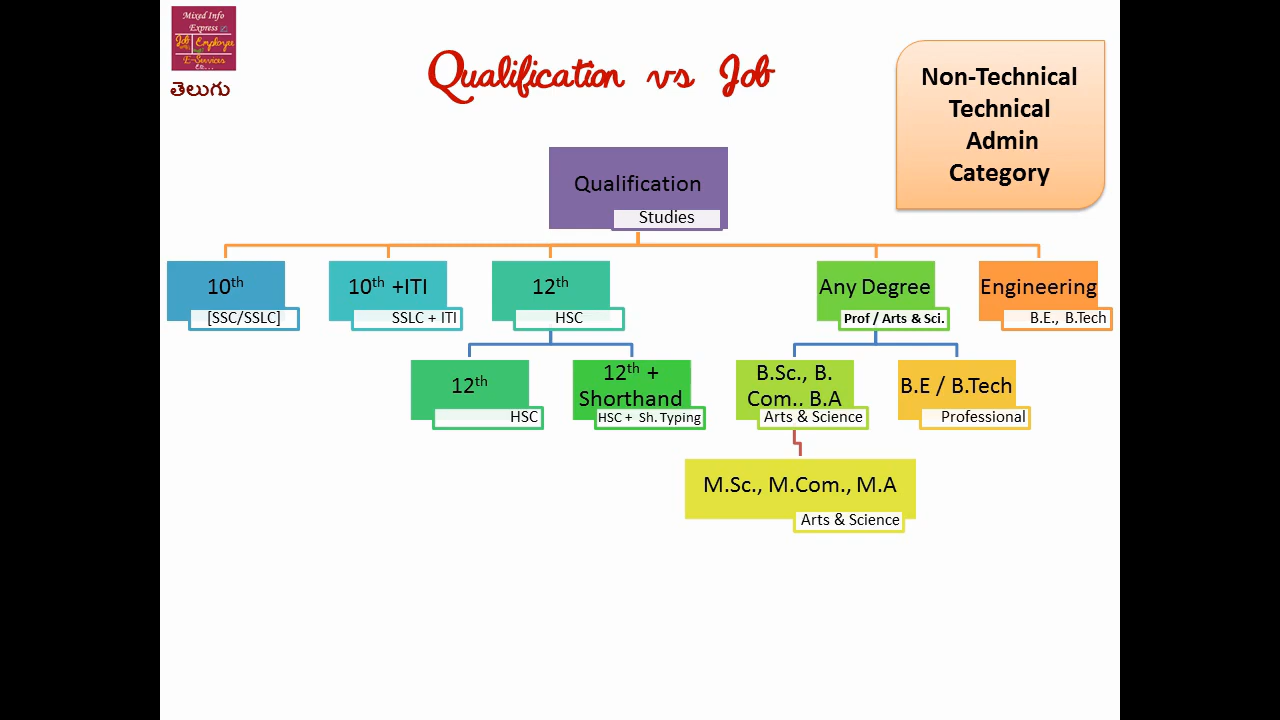 Mixed Info
Express
Job
Employee
E-Services
తెలుగు
Qualification vs Job
Non-Technical
Technical
Admin
Category
Qualification
Studies
10th
[SSC/SSLC]
10th +ITI
SSLC + ITI
12th
HSC
Any Degree
Prof / Arts & Sci.
Engineering
B.E., B.Tech
12th
HSC
12th +
Shorthand
HSC + Sh. Typing
B.Sc., B.
Com.. B.A
Arts & Science
B.E / B.Tech
Professional
M.Sc., M.Com., M.A
Arts & Science